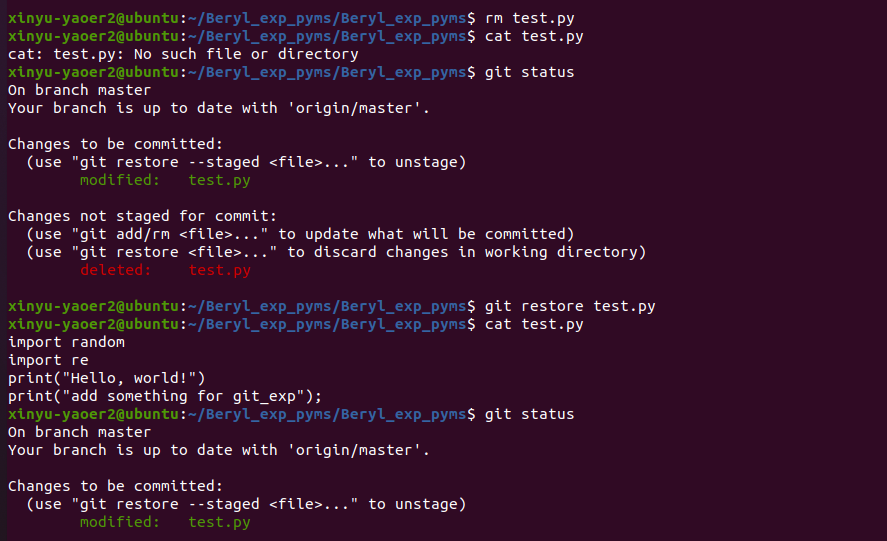 xinyu-yaoer2@ubuntu:~/Beryl_exp_pyms/Beryl_exp_pyms$ rm test.py
xinyu-yaoer2@ubuntu:~/Beryl_exp_pyms/Beryl_exp_pyms$ cat test.py
cat: test.py: No such file or directory
xinyu-yaoer2@ubuntu:~/Beryl_exp_pyms/Beryl_exp_pyms$ git status
On branch master
Your branch is up to date with 'origin/master'.
Changes to be committed:
  (use "git restore --staged <file>..." to unstage)
        modified:   test.py
Changes not staged for commit:
  (use "git add/rm <file>..." to update what will be committed)
  (use "git restore <file>..." to discard changes in working directory)
        deleted:    test.py
xinyu-yaoer2@ubuntu:~/Beryl_exp_pyms/Beryl_exp_pyms$ git restore test.py
xinyu-yaoer2@ubuntu:~/Beryl_exp_pyms/Beryl_exp_pyms$ cat test.py
import random
import re
print("Hello, world!")
print("add something for git_exp");
xinyu-yaoer2@ubuntu:~/Beryl_exp_pyms/Beryl_exp_pyms$ git status
On branch master
Your branch is up to date with 'origin/master'.
Changes to be committed:
  (use "git restore --staged <file>..." to unstage)
        modified:   test.py